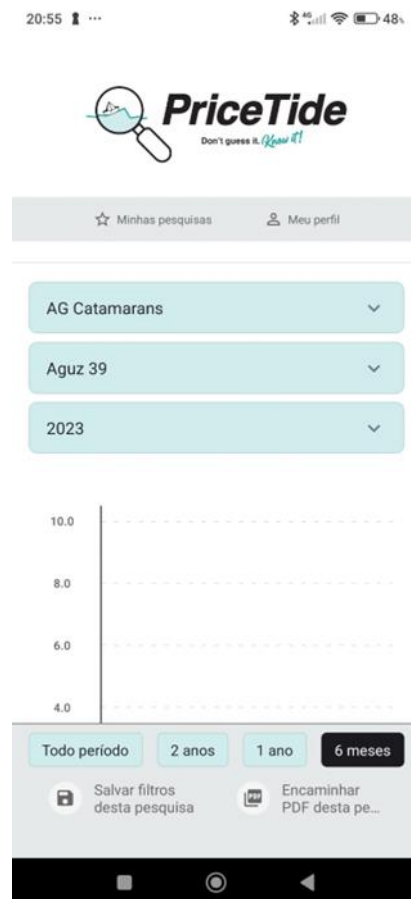 20:55
4G
48%
PriceTide
Don't guess it. Know it!
Minhas pesquisas
Meu perfil
AG Catamarans
Aguz 39
2023
10.0
8.0
6.0
4.0
Todo período
2 anos
1 ano
6 meses
Salvar filtros
desta pesquisa
PDF
Encaminhar
PDF desta pe...